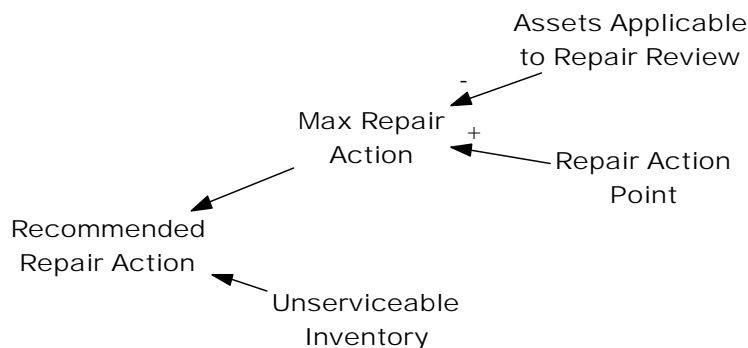 Assets Applicable
to Repair Review
-
Max Repair
Action
+
Repair Action
Point
Recommended
Repair Action
Unserviceable
Inventory